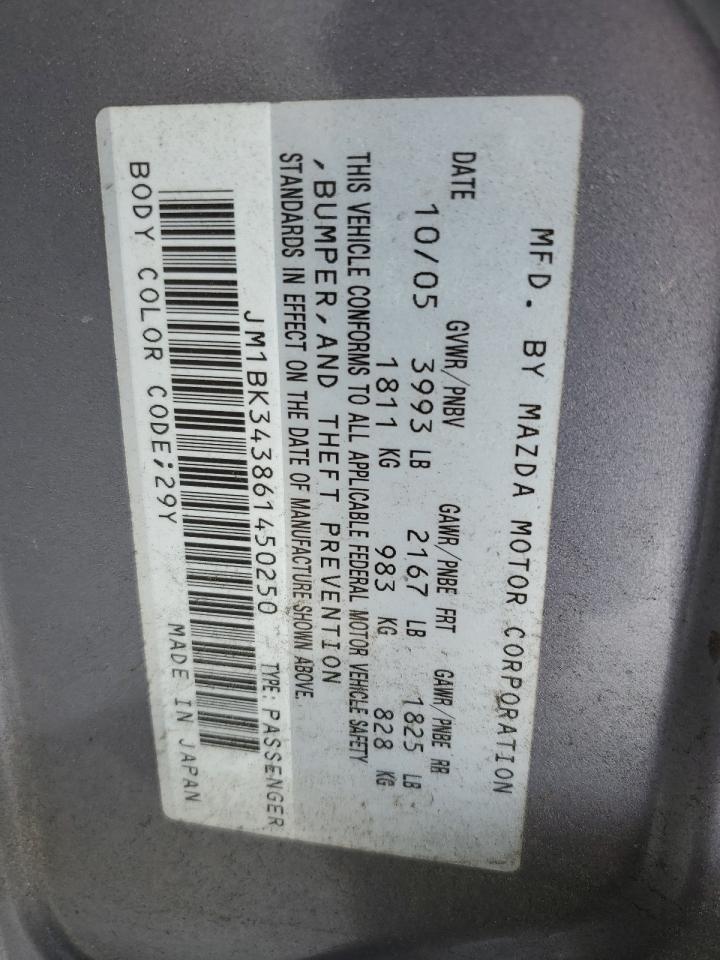 MFD. BY MAZDA MOTOR CORPORATION
DATE GVWR/PNBV GAWR/PNBE FRT GAWR/PNBE RR
10/05 3993 LB 2167 LB 1825 LB
1811 KG 983 KG 828 KG
THIS VEHICLE CONFORMS TO ALL APPLICABLE FEDERAL MOTOR VEHICLE SAFETY
, BUMPER, AND THEFT PREVENTION
STANDARDS IN EFFECT ON THE DATE OF MANUFACTURE SHOWN ABOVE.
JM1BK343861450250 TYPE: PASSENGER
BODY COLOR CODE;29Y MADE IN JAPAN